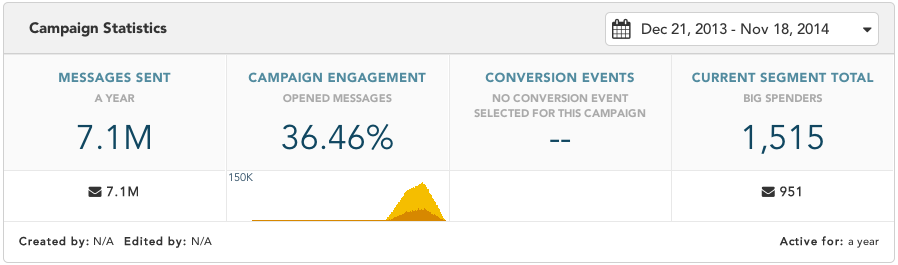 Campaign Statistics
Dec 21, 2013 - Nov 18, 2014
MESSAGES SENT
A YEAR
7.1M
7.1M
CAMPAIGN ENGAGEMENT
OPENED MESSAGES
36.46%
150K
CONVERSION EVENTS
NO CONVERSION EVENT
SELECTED FOR THIS CAMPAIGN
--
CURRENT SEGMENT TOTAL
BIG SPENDERS
1,515
951
Created by: N/A Edited by: N/A
Active for: a year